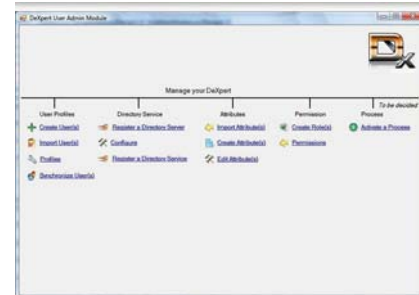 DeXpert User Admin Module
Dx
Manage your DeXpert
To be decided
User Profiles Directory Service Attributes Permission Process
Create User(s) Register a Directory Server Import Attribute(s) Create Role(s) Activate a Process
Import User(s) Configure Create Attribute(s) Permissions
Profiles Register a Directory Service Edit Attribute(s)
Synchronize User(s)